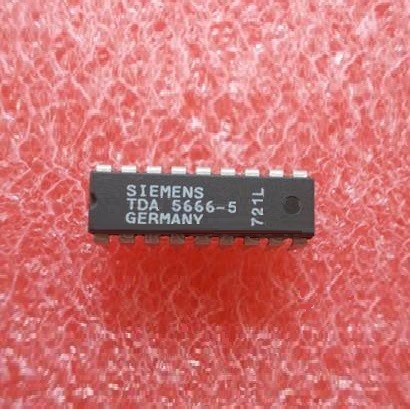 SIEMENS
TDA 5666-5
GERMANY
721L